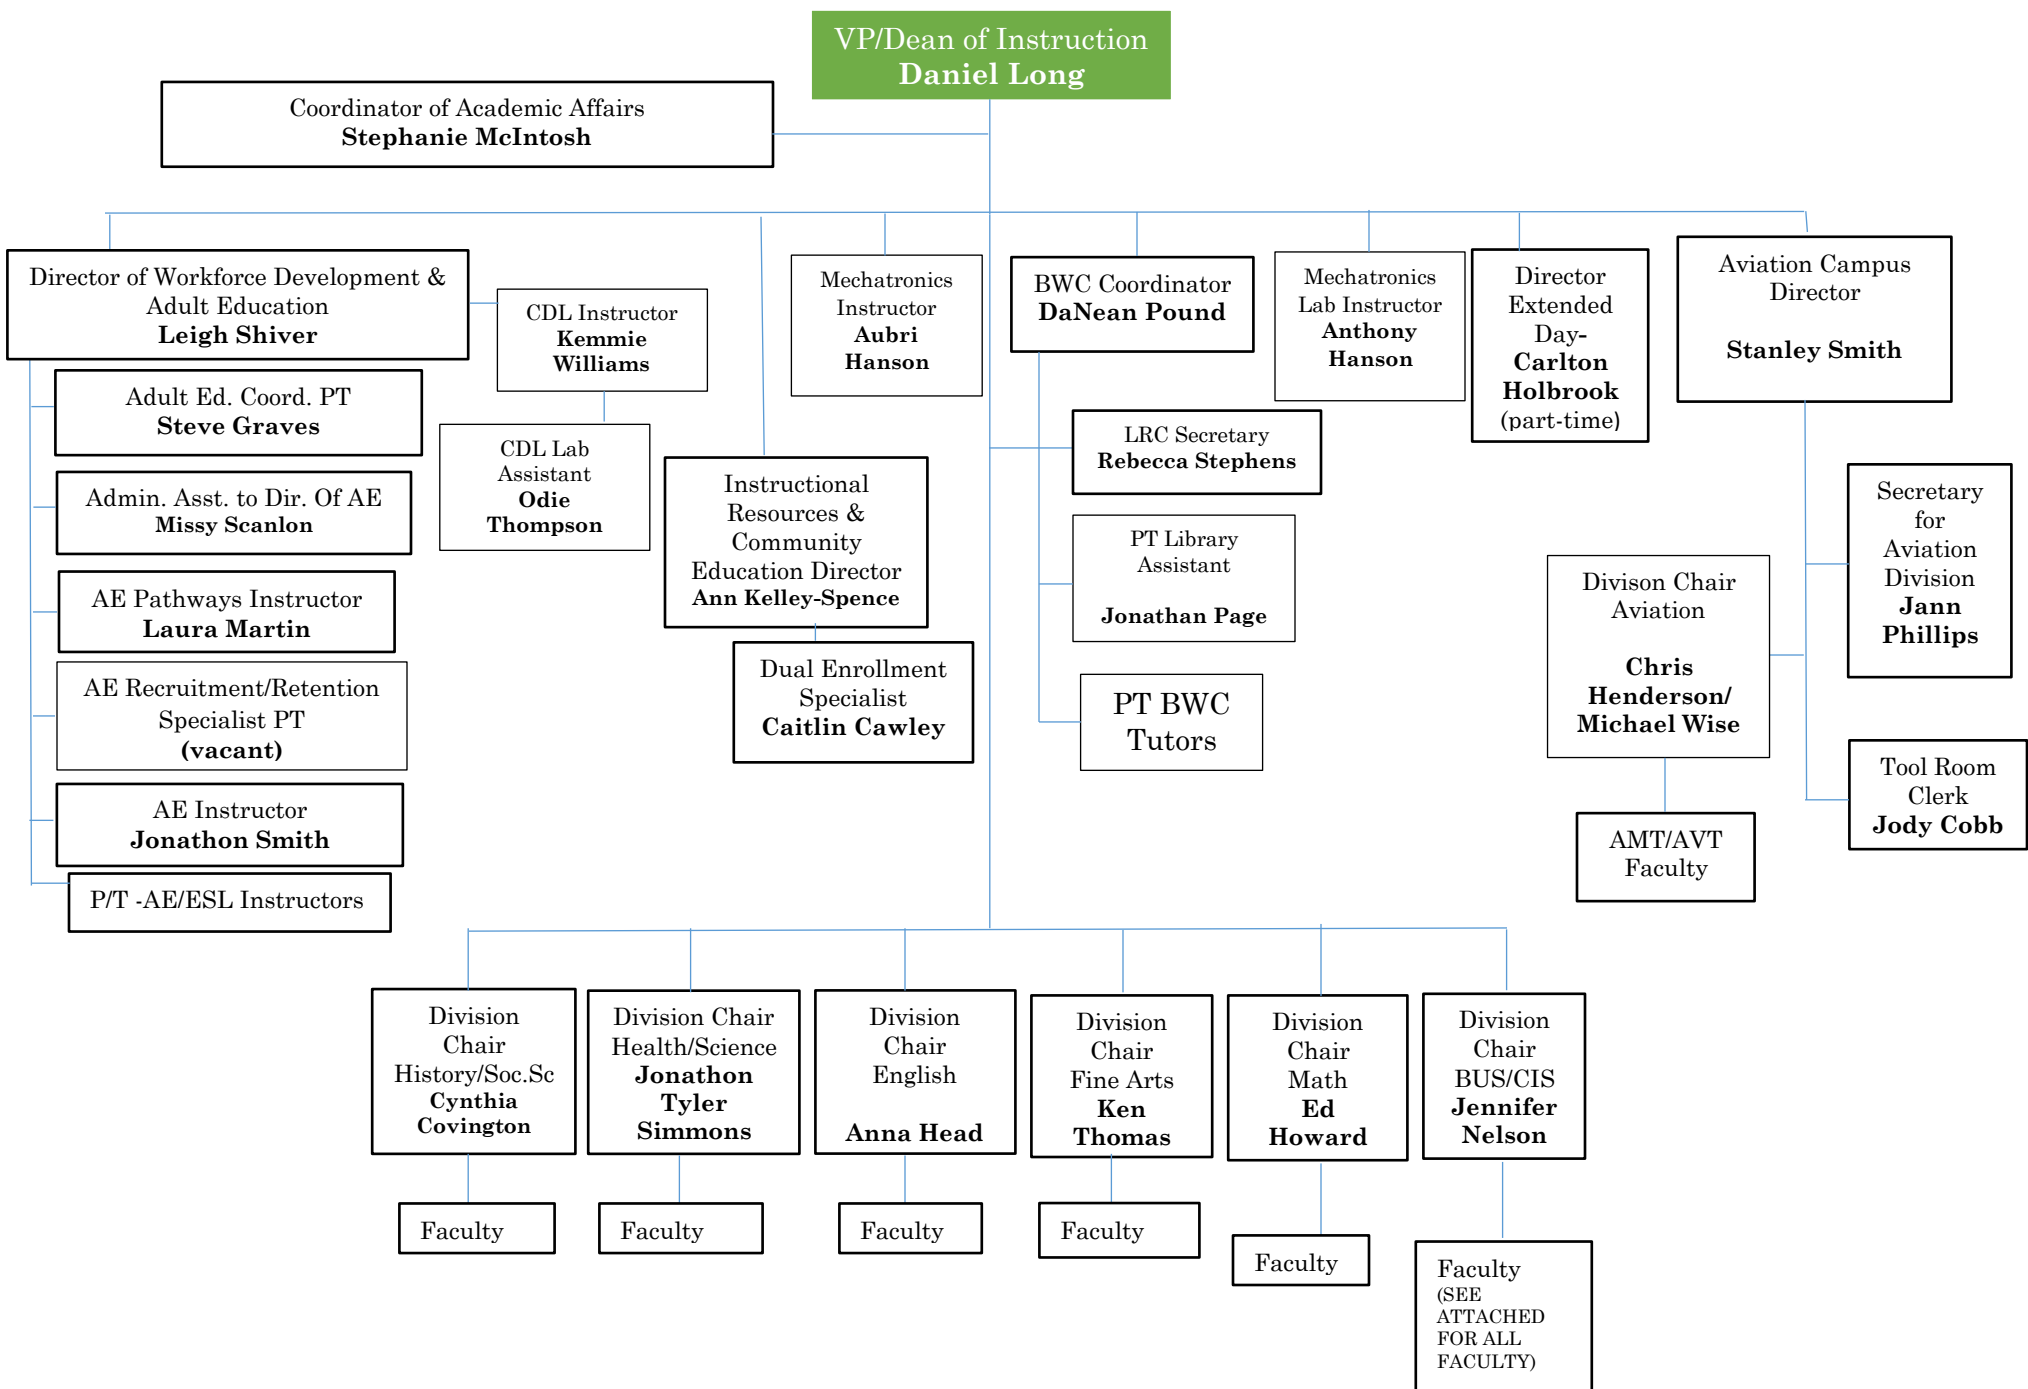 VP/Dean of Instruction
Daniel Long
Coordinator of Academic Affairs
Stephanie McIntosh
Director of Workforce Development &
Adult Education
Leigh Shiver
CDL Instructor
Kemmie
Williams
CDL Lab
Assistant
Odie
Thompson
Adult Ed. Coord. PT
Steve Graves
Admin. Asst. to Dir. Of AE
Missy Scanlon
AE Pathways Instructor
Laura Martin
AE Recruitment/Retention
Specialist PT
(vacant)
AE Instructor
Jonathon Smith
P/T -AE/ESL Instructors
Instructional
Resources &
Community
Education Director
Ann Kelley-Spence
Dual Enrollment
Specialist
Caitlin Cawley
Mechatronics
Instructor
Aubri
Hanson
BWC Coordinator
DaNean Pound
LRC Secretary
Rebecca Stephens
PT Library
Assistant
Jonathan Page
PT BWC
Tutors
Mechatronics
Lab Instructor
Anthony
Hanson
Director
Extended
Day-
Carlton
Holbrook
(part-time)
Aviation Campus
Director
Stanley Smith
Secretary
for
Aviation
Division
Jann
Phillips
Divison Chair
Aviation
Chris
Henderson/
Michael Wise
Tool Room
Clerk
Jody Cobb
AMT/AVT
Faculty
Division
Chair
History/Soc.Sc
Cynthia
Covington
Faculty
Division Chair
Health/Science
Jonathon
Tyler
Simmons
Faculty
Division
Chair
English
Anna Head
Faculty
Division
Chair
Fine Arts
Ken
Thomas
Faculty
Division
Chair
Math
Ed
Howard
Faculty
Division
Chair
BUS/CIS
Jennifer
Nelson
Faculty
(SEE
ATTACHED
FOR ALL
FACULTY)